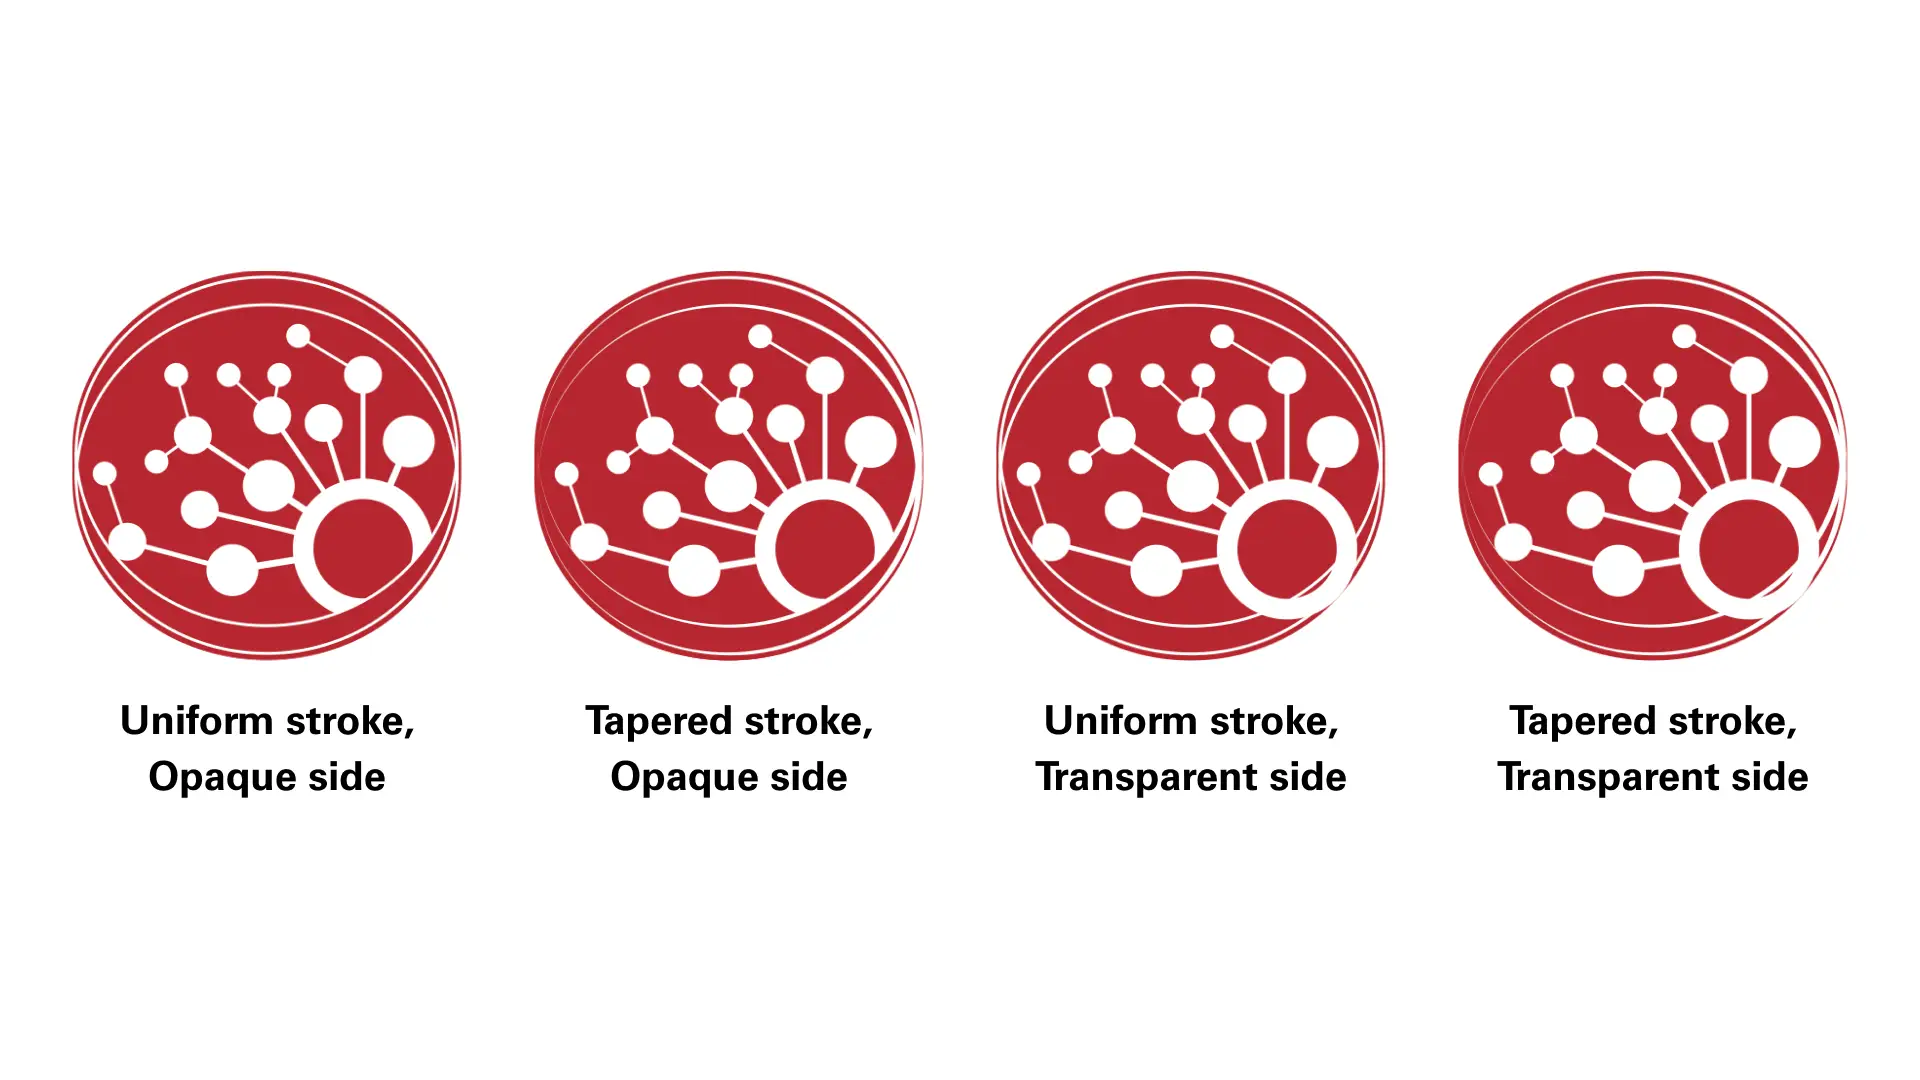 Uniform stroke,
Opaque side
Tapered stroke,
Opaque side
Uniform stroke,
Transparent side
Tapered stroke,
Transparent side